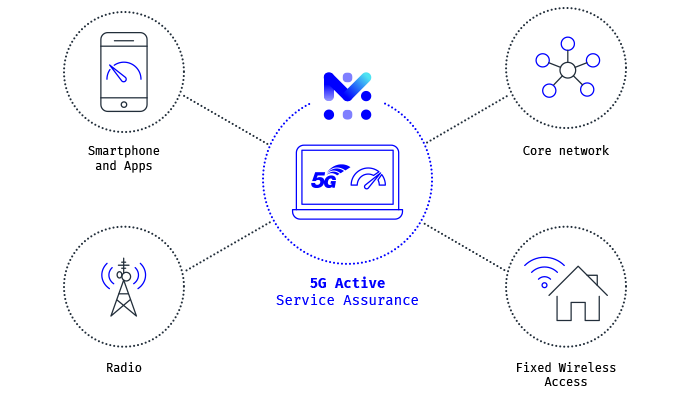 Smartphone
and Apps
Core network
5G
5G Active
Service Assurance
Radio
Fixed Wireless
Access